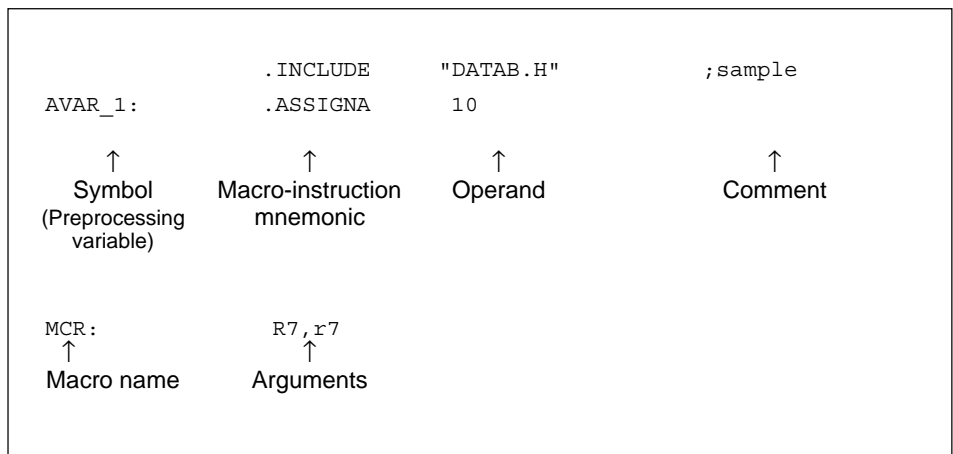 .INCLUDE "DATAB.H" ;sample
AVAR_1: .ASSIGNA 10
↑ ↑ ↑ ↑
Symbol Macro-instruction Operand Comment
(Preprocessing mnemonic
variable)
MCR: R7,r7
↑ ↑
Macro name Arguments